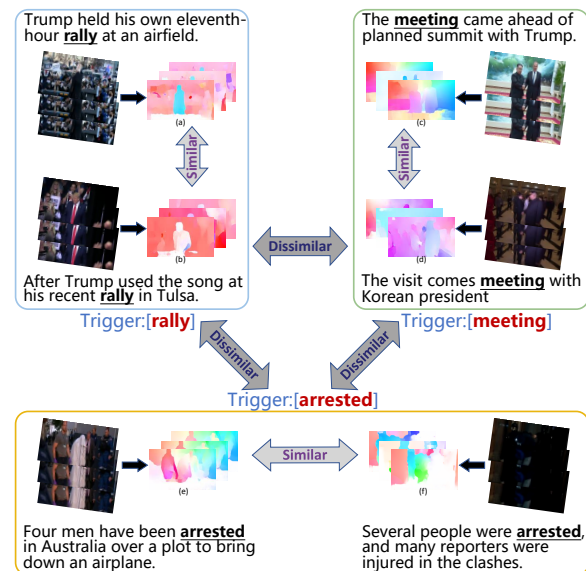 Trump held his own eleventh-
hour rally at an airfield.
(a)
Similar
(b)
After Trump used the song at
his recent rally in Tulsa.
Trigger:[rally]
The meeting came ahead of
planned summit with Trump.
(c)
Similar
(d)
The visit comes meeting with
Korean president
Trigger:[meeting]
Dissimilar
Dissimilar
Dissimilar
Trigger:[arrested]
(e)
Similar
(f)
Four men have been arrested
in Australia over a plot to bring
down an airplane.
Several people were arrested,
and many reporters were
injured in the clashes.